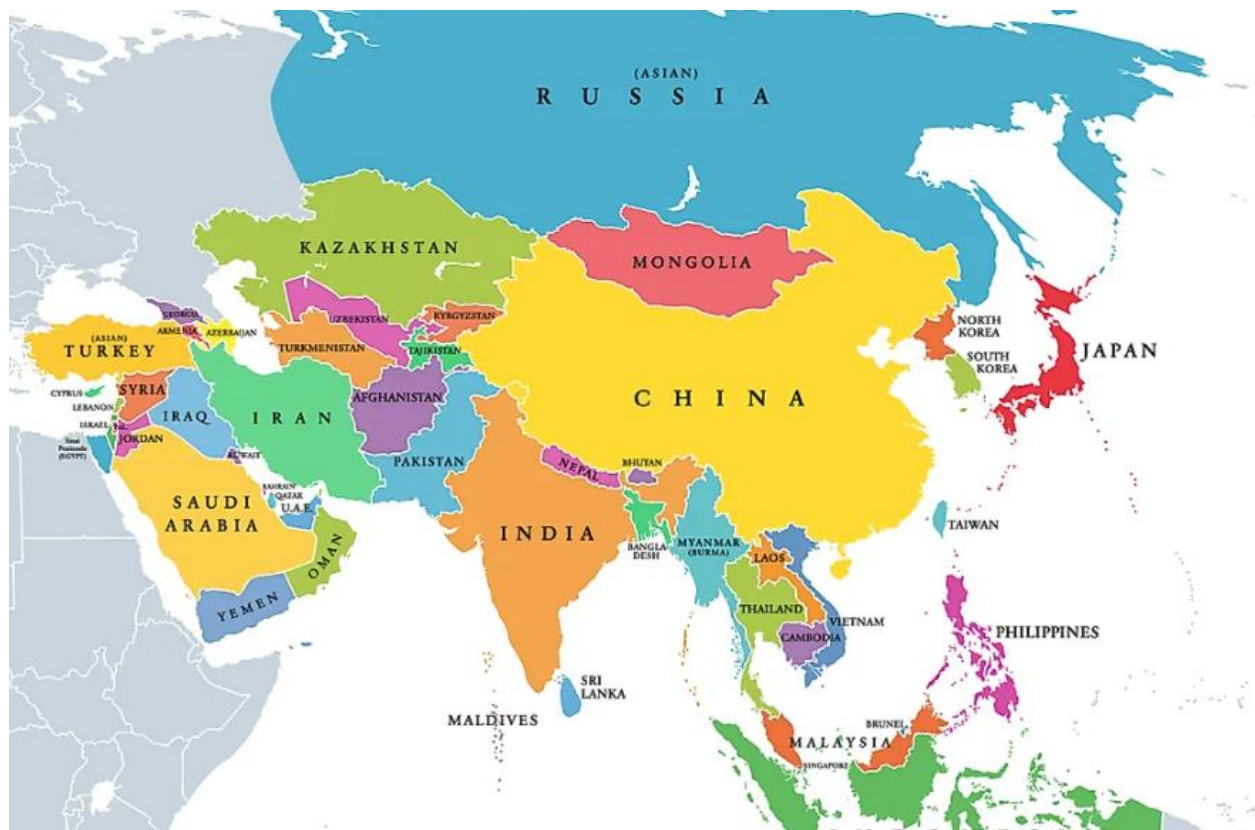 (ASIAN)
RUSSIA
KAZAKHSTAN
MONGOLIA
GEORGIA
ARMENIA
AZERBAIJAN
UZBEKISTAN
KYRGYZSTAN
(ASIAN)
TURKEY
TURKMENISTAN
TAJIKISTAN
NORTH
KOREA
SOUTH
KOREA
JAPAN
CYPRUS
SYRIA
LEBANON
IRAQ
IRAN
AFGHANISTAN
CHINA
ISRAEL
JORDAN
(EGYPT)
KUWAIT
PAKISTAN
NEPAL
BHUTAN
BAHRAIN
QATAR
U.A.E.
SAUDI
ARABIA
OMAN
YEMEN
INDIA
BANGLA-
DESH
MYANMAR
(BURMA)
LAOS
TAIWAN
THAILAND
VIETNAM
CAMBODIA
PHILIPPINES
SRI
LANKA
MALDIVES
BRUNEI
MALAYSIA
SINGAPORE